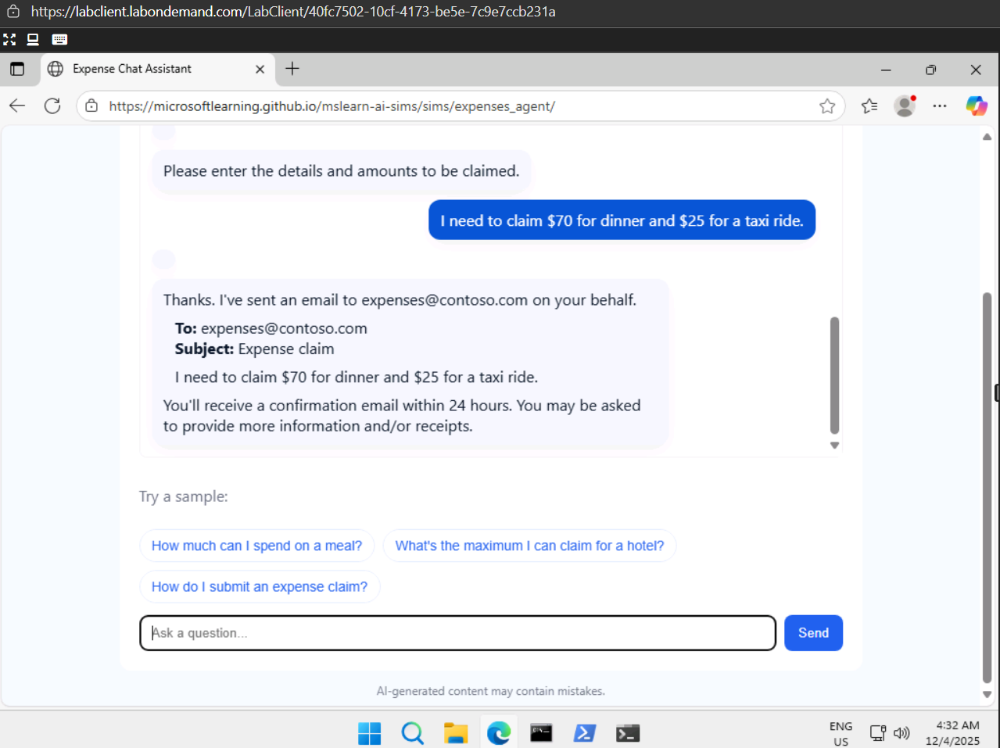 https://labclient.labondemand.com/LabClient/40fc7502-10cf-4173-be5e-7c9e7ccb231a
Expense Chat Assistant
https://microsoftlearning.github.io/mslearn-ai-sims/sims/expenses_agent/
Please enter the details and amounts to be claimed.
I need to claim $70 for dinner and $25 for a taxi ride.
Thanks. I've sent an email to expenses@contoso.com on your behalf.
To: expenses@contoso.com
Subject: Expense claim
I need to claim $70 for dinner and $25 for a taxi ride.
You'll receive a confirmation email within 24 hours. You may be asked
to provide more information and/or receipts.
Try a sample:
How much can I spend on a meal?
What's the maximum I can claim for a hotel?
How do I submit an expense claim?
Ask a question...
Send
AI-generated content may contain mistakes.
ENG
US
4:32 AM
12/4/2025